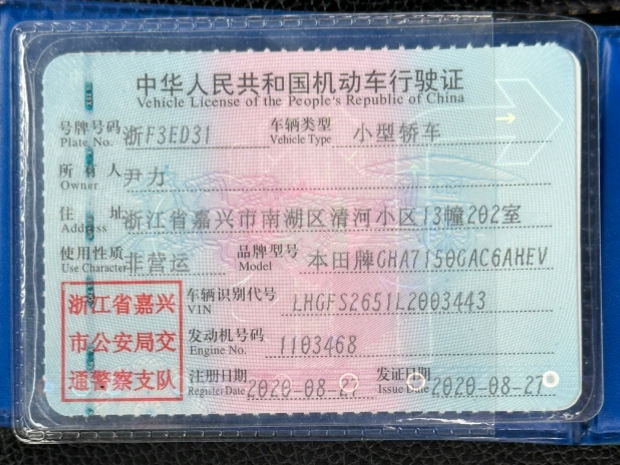 中华人民共和国机动车行驶证
Vehicle License of the People's Republic of China
号牌号码 浙F3ED31 车辆类型 小型轿车
Plate No. Vehicle Type
所有人 尹力
Owner
住址 浙江省嘉兴市南湖区清河小区13幢202室
Address
使用性质 非营运 品牌型号 本田牌GHA7150GAC6AHEV
Use Character Model
浙江省嘉兴
市公安局交
通警察支队
车辆识别代号 LHGFS2651L2003443
VIN
发动机号码 1103468
Engine No.
注册日期 2020-08-27 发证日期 2020-08-27
Register Date Issue Date